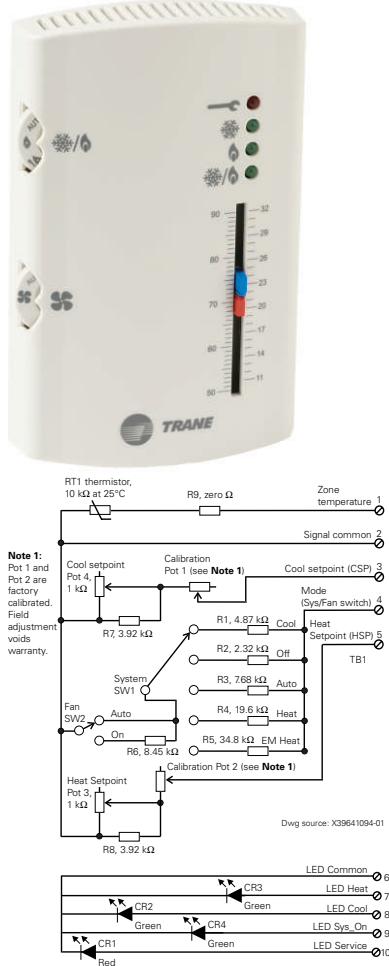 AUT
AUT
90
80
70
60
50
32
29
26
23
20
17
14
11
TRANE
RT1 thermistor,
10 kΩ at 25°C
R9, zero Ω
Zone
temperature 1
Signal common 2
Note 1:
Pot 1 and
Pot 2 are
factory
calibrated.
Field
adjustment
voids
warranty.
Cool setpoint
Pot 4,
1 kΩ
Calibration
Pot 1 (see Note 1)
Cool setpoint (CSP) 3
R7, 3.92 kΩ
Mode
(Sys/Fan switch) 4
R1, 4.87 kΩ Cool
Heat
Setpoint (HSP) 5
R2, 2.32 kΩ Off
TB1
System
SW1
R3, 7.68 kΩ Auto
Fan
SW2
Auto
R4, 19.6 kΩ Heat
On
R6, 8.45 kΩ
R5, 34.8 kΩ EM Heat
Calibration Pot 2 (see Note 1)
Heat Setpoint
Pot 3,
1 kΩ
R8, 3.92 kΩ
Dwg source: X39641094-01
LED Common 6
CR3
Green
LED Heat 7
CR2
Green
LED Cool 8
CR4
Green
LED Sys_On 9
CR1
Red
LED Service 10